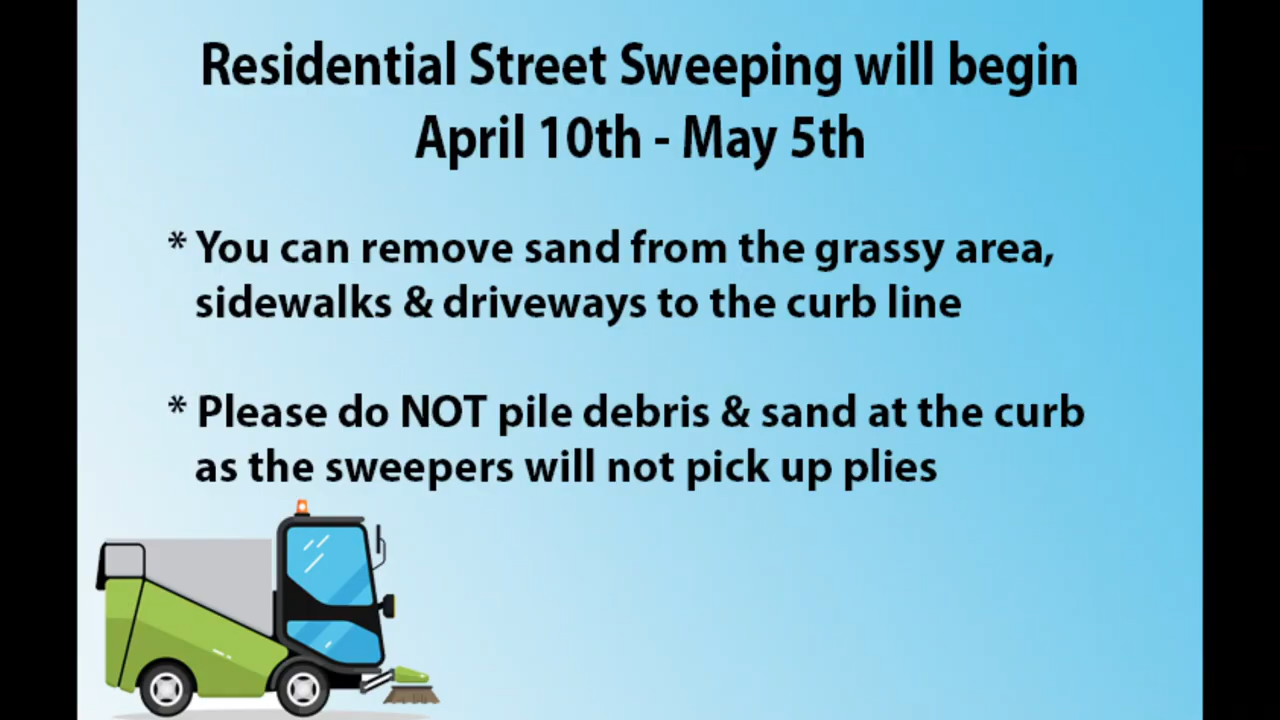 Residential Street Sweeping will begin
April 10th - May 5th
* You can remove sand from the grassy area,
sidewalks & driveways to the curb line
* Please do NOT pile debris & sand at the curb
as the sweepers will not pick up plies